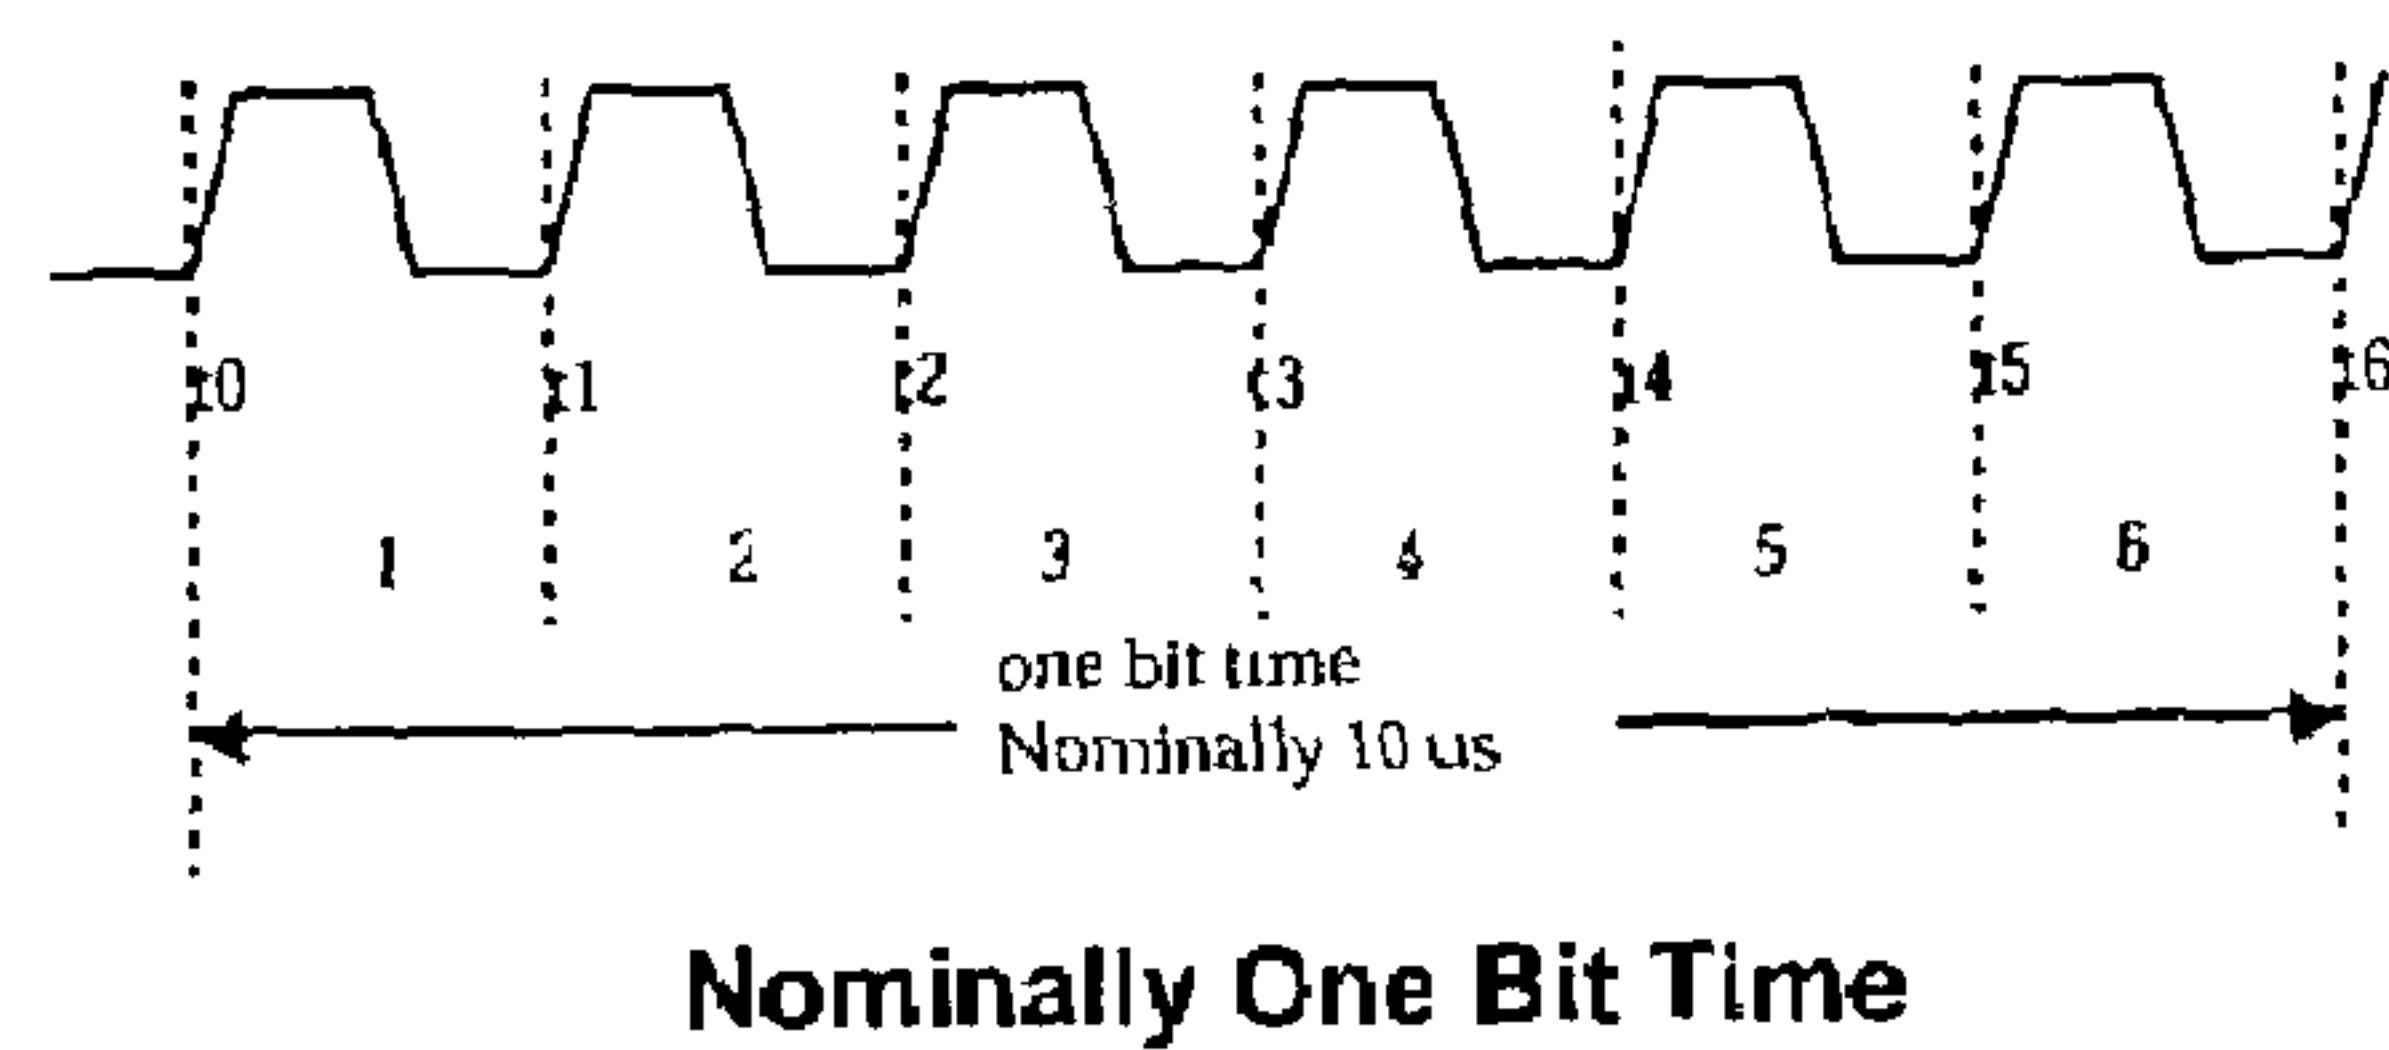 t0 t1 t2 t3 t4 t5 t6
1 2 3 4 5 6
one bit time
Nominally 10 us
Nominally One Bit Time